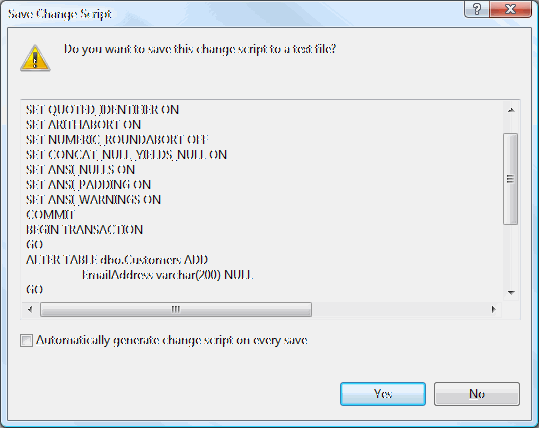 Save Change Script
Do you want to save this change script to a text file?
SET QUOTED_IDENTIFIER ON
SET ARITHABORT ON
SET NUMERIC_ROUNDABORT OFF
SET CONCAT_NULL_YIELDS_NULL ON
SET ANSI_NULLS ON
SET ANSI_PADDING ON
SET ANSI_WARNINGS ON
COMMIT
BEGIN TRANSACTION
GO
ALTER TABLE dbo.Customers ADD
EmailAddress varchar(200) NULL
GO
Automatically generate change script on every save
Yes
No